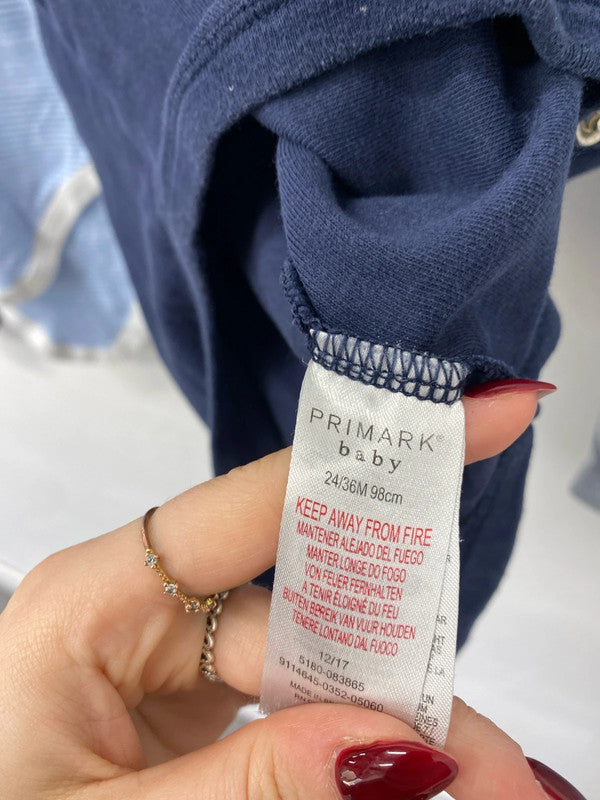 PRIMARK®
baby
24/36M 98cm
KEEP AWAY FROM FIRE
MANTENER ALEJADO DEL FUEGO
MANTER LONGE DO FOGO
VON FEUER FERNHALTEN
A TENIR ÉLOIGNÉ DU FEU
BUITEN BEREIK VAN VUUR HOUDEN
TENERE LONTANO DAL FUOCO
12/17
5180-083865
9114645-0352-05060
MADE IN